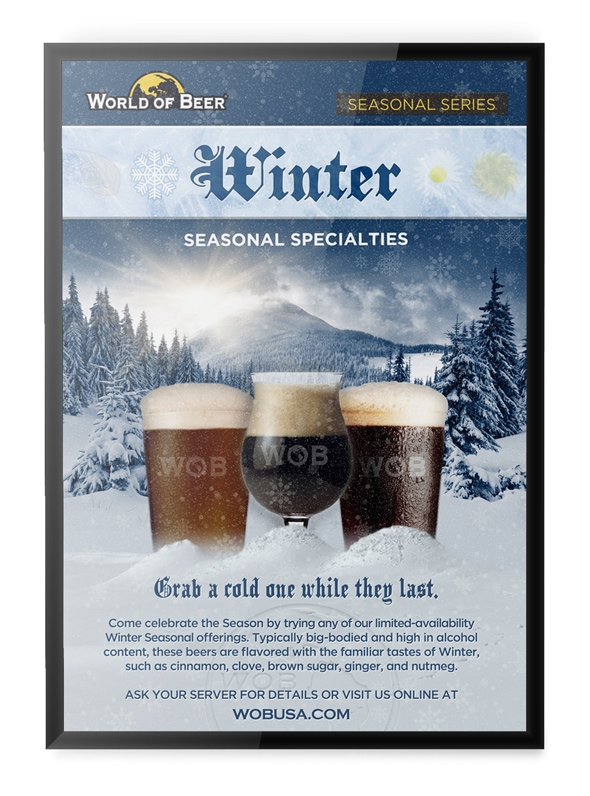 WORLD OF BEER®
SEASONAL SERIES
Winter
SEASONAL SPECIALTIES
WOB WOB WOB
Grab a cold one while they last.
Come celebrate the Season by trying any of our limited-availability
Winter Seasonal offerings. Typically big-bodied and high in alcohol
content, these beers are flavored with the familiar tastes of Winter,
such as cinnamon, clove, brown sugar, ginger, and nutmeg.
WOB
ASK YOUR SERVER FOR DETAILS OR VISIT US ONLINE AT
WOBUSA.COM